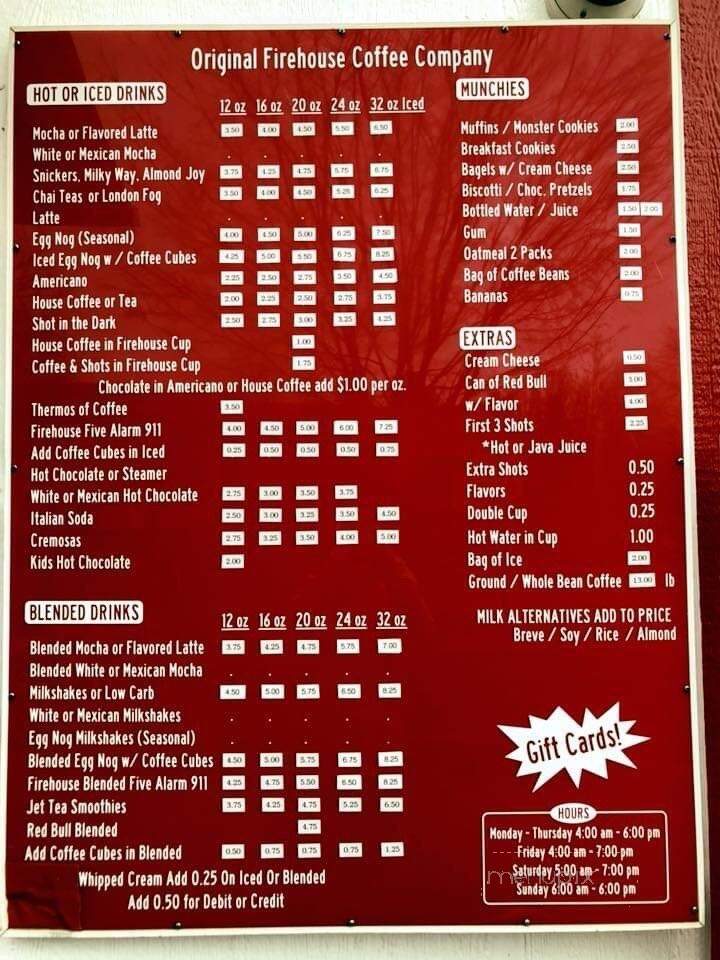 Original Firehouse Coffee Company
HOT OR ICED DRINKS
12 oz 16 oz 20 oz 24 oz 32 oz Iced
Mocha or Flavored Latte 3.50 4.00 4.50 5.50 6.50
White or Mexican Mocha . . . . .
Snickers, Milky Way, Almond Joy 3.75 4.25 4.75 5.75 6.75
Chai Teas or London Fog 3.50 4.00 4.50 5.25 6.25
Latte . . . . .
Egg Nog (Seasonal) 4.00 4.50 5.00 6.25 7.50
Iced Egg Nog w / Coffee Cubes 4.25 5.00 5.50 6.75 8.25
Americano 2.25 2.50 2.75 3.50 4.50
House Coffee or Tea 2.00 2.25 2.50 2.75 3.75
Shot in the Dark 2.50 2.75 3.00 3.25 4.25
House Coffee in Firehouse Cup 1.00
Coffee & Shots in Firehouse Cup 1.75
Chocolate in Americano or House Coffee add $1.00 per oz.
Thermos of Coffee 3.50
Firehouse Five Alarm 911 4.00 4.50 5.00 6.00 7.25
Add Coffee Cubes in Iced 0.25 0.50 0.50 0.50 0.75
Hot Chocolate or Steamer
White or Mexican Hot Chocolate 2.75 3.00 3.50 3.75
Italian Soda 2.50 3.00 3.25 3.50 4.50
Cremosas 2.75 3.25 3.50 4.00 5.00
Kids Hot Chocolate 2.00
BLENDED DRINKS
12 oz 16 oz 20 oz 24 oz 32 oz
Blended Mocha or Flavored Latte 3.75 4.25 4.75 5.75 7.00
Blended White or Mexican Mocha . . . . .
Milkshakes or Low Carb 4.50 5.00 5.75 6.50 8.25
White or Mexican Milkshakes . . . . .
Egg Nog Milkshakes (Seasonal) . . . . .
Blended Egg Nog w/ Coffee Cubes 4.50 5.00 5.75 6.75 8.25
Firehouse Blended Five Alarm 911 4.25 4.75 5.50 6.50 8.25
Jet Tea Smoothies 3.75 4.25 4.75 5.25 6.50
Red Bull Blended 4.75
Add Coffee Cubes in Blended 0.50 0.75 0.75 0.75 1.25
Whipped Cream Add 0.25 On Iced Or Blended
Add 0.50 for Debit or Credit
MUNCHIES
Muffins / Monster Cookies 2.00
Breakfast Cookies 2.50
Bagels w/ Cream Cheese 2.50
Biscotti / Choc. Pretzels 1.75
Bottled Water / Juice 1.50 2.00
Gum 1.50
Oatmeal 2 Packs 2.00
Bag of Coffee Beans 2.00
Bananas 0.75
EXTRAS
Cream Cheese 0.50
Can of Red Bull 3.00
w/ Flavor 4.00
First 3 Shots 2.25
*Hot or Java Juice
Extra Shots 0.50
Flavors 0.25
Double Cup 0.25
Hot Water in Cup 1.00
Bag of Ice 2.00
Ground / Whole Bean Coffee 13.00 lb
MILK ALTERNATIVES ADD TO PRICE
Breve / Soy / Rice / Almond
Gift Cards!
HOURS
Monday - Thursday 4:00 am - 6:00 pm
Friday 4:00 am - 7:00 pm
Saturday 5:00 am - 7:00 pm
menupix
Sunday 6:00 am - 6:00 pm